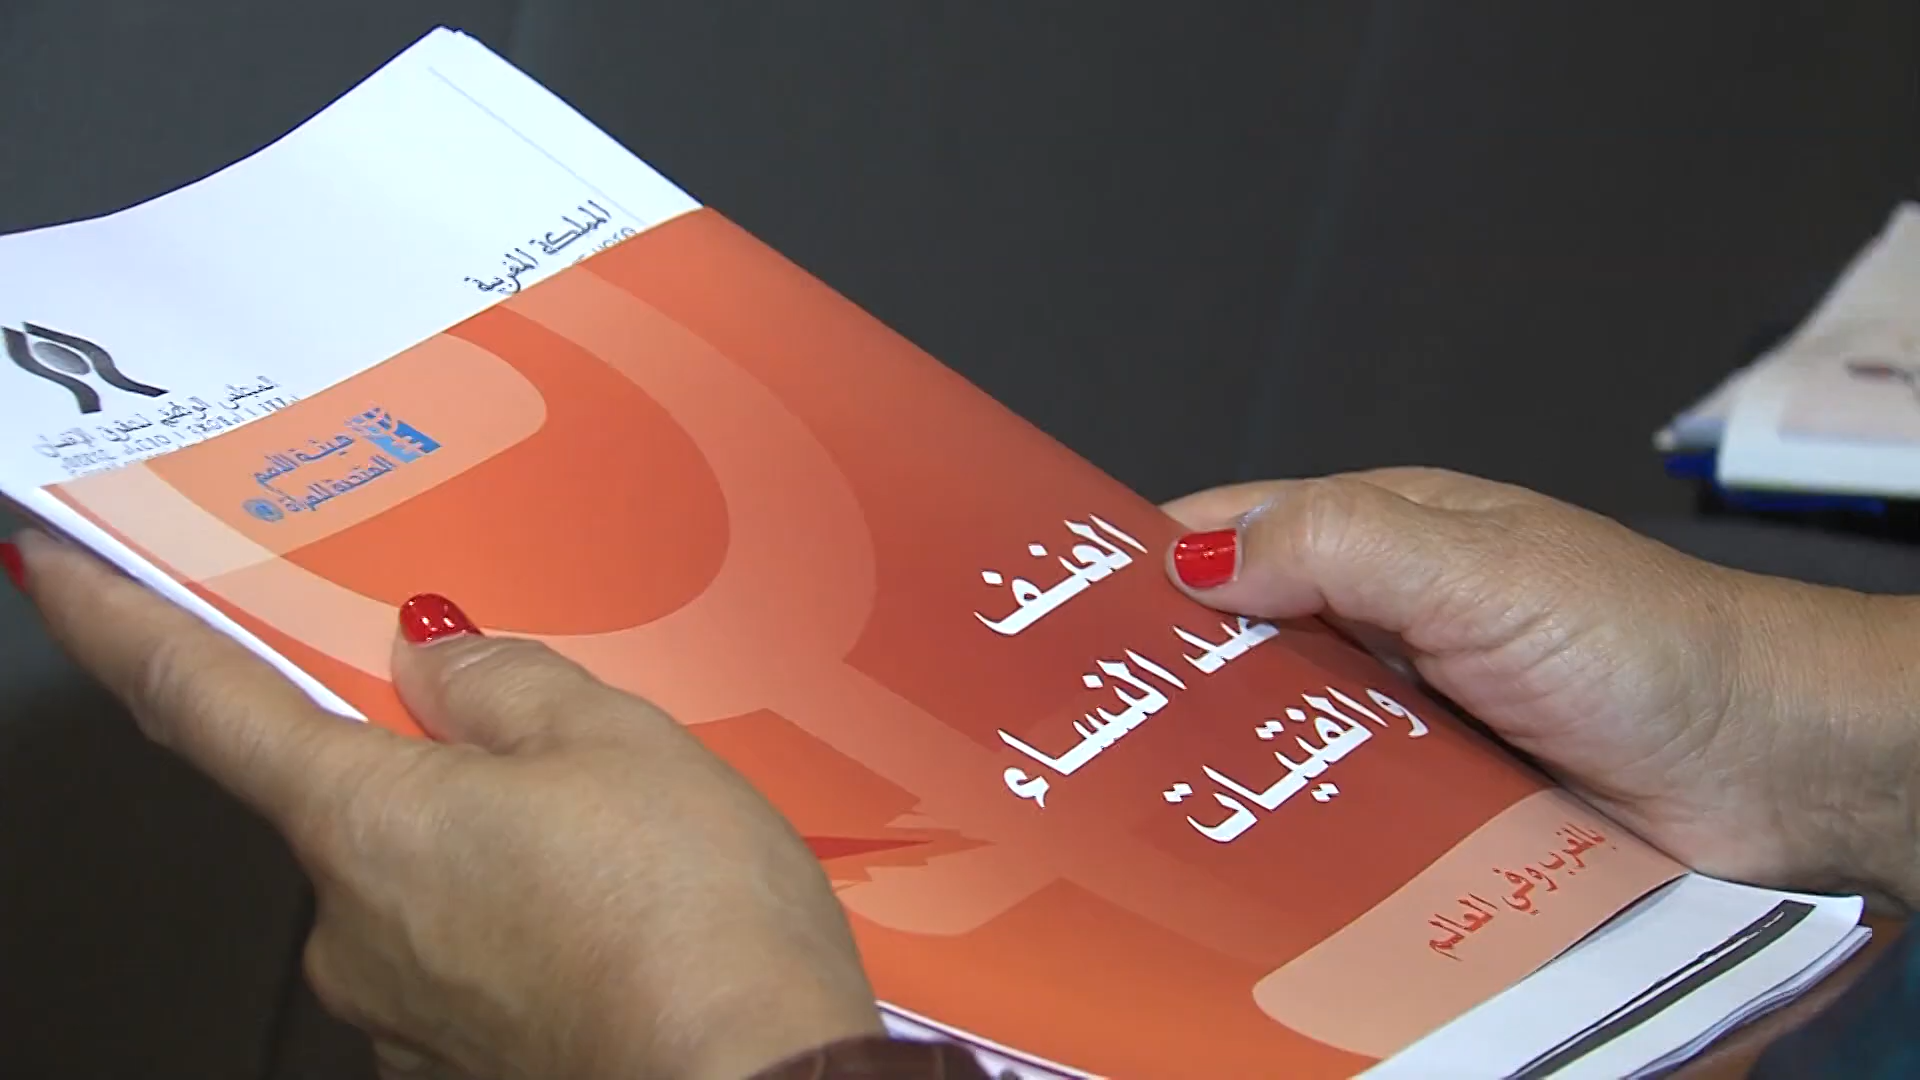 المملكة المغربية
المجلس الوطني لحقوق الإنسان
هيئة الأمم
المتحدة للمرأة
العنف
ضد النساء
والفتيات
بالمغرب وفي العالم